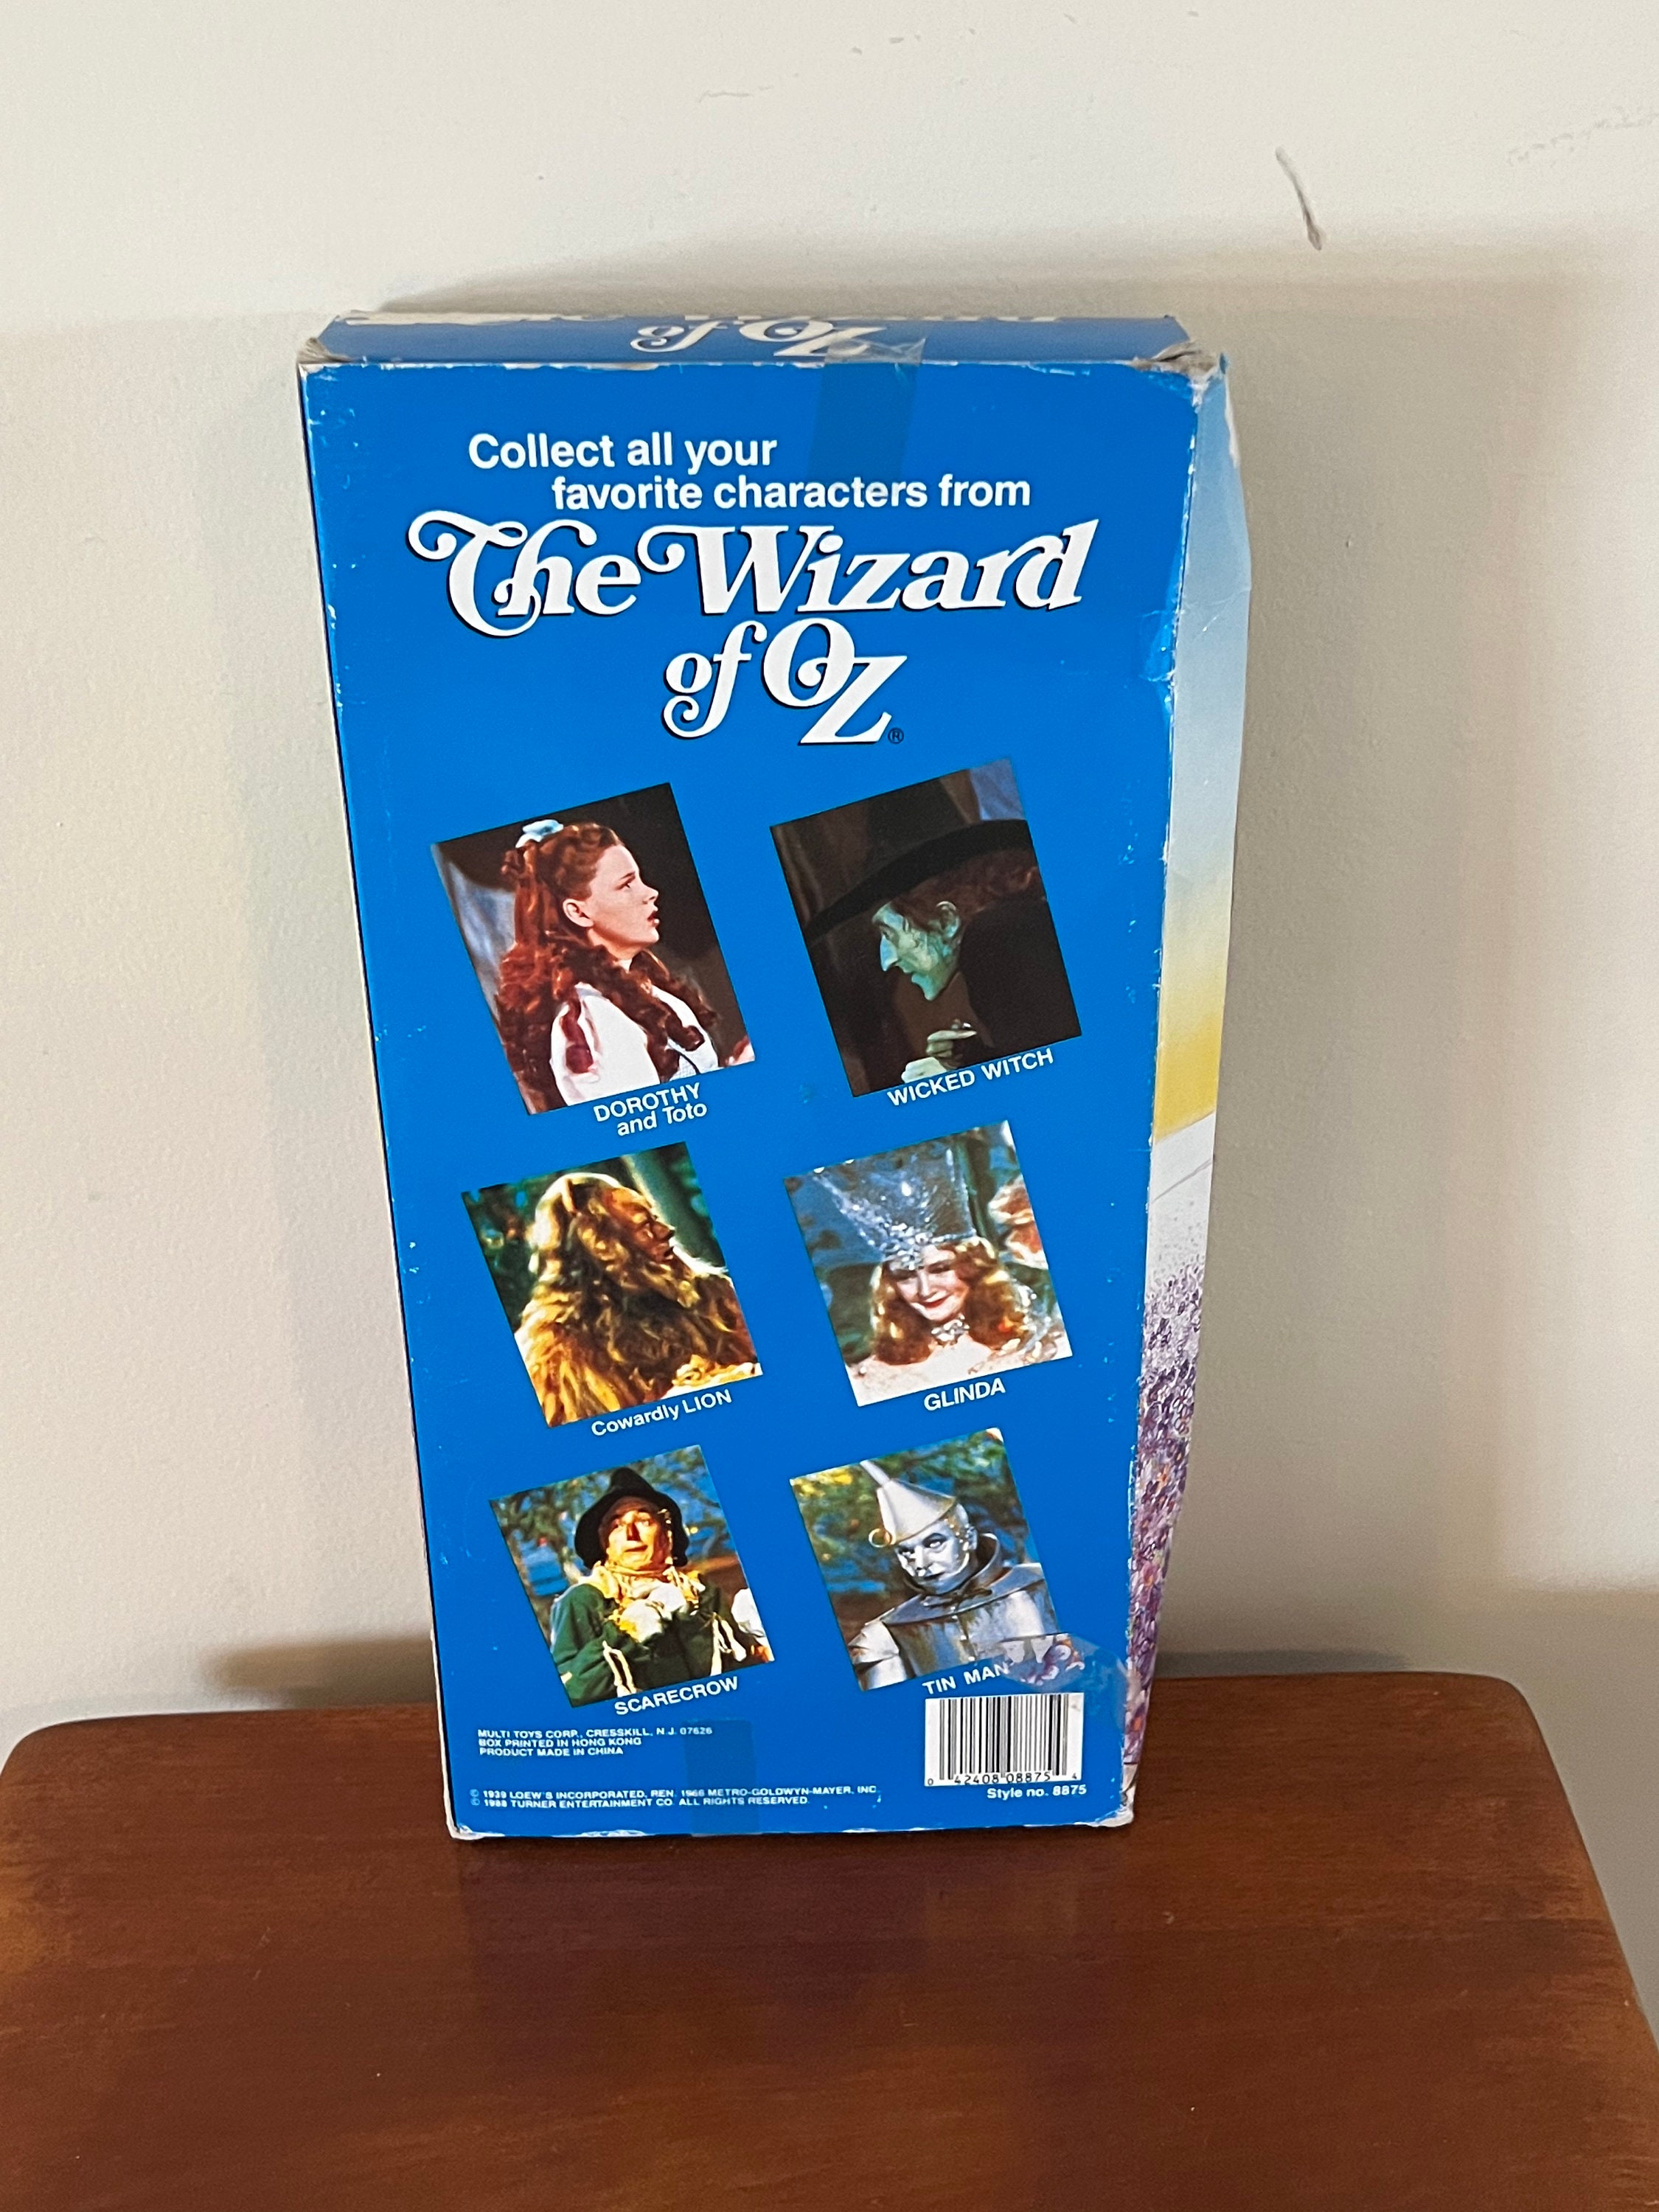 of Oz
Collect all your
favorite characters from
The Wizard
of Oz®
DOROTHY
and Toto
WICKED WITCH
Cowardly LION
GLINDA
SCARECROW
TIN MAN
MULTI TOYS CORP., CRESSKILL, N.J. 07626
BOX PRINTED IN HONG KONG
PRODUCT MADE IN CHINA
0 42408 08875 4
Style no. 8875
© 1939 LOEW'S INCORPORATED, REN. 1966 METRO-GOLDWYN-MAYER, INC.
© 1988 TURNER ENTERTAINMENT CO. ALL RIGHTS RESERVED.